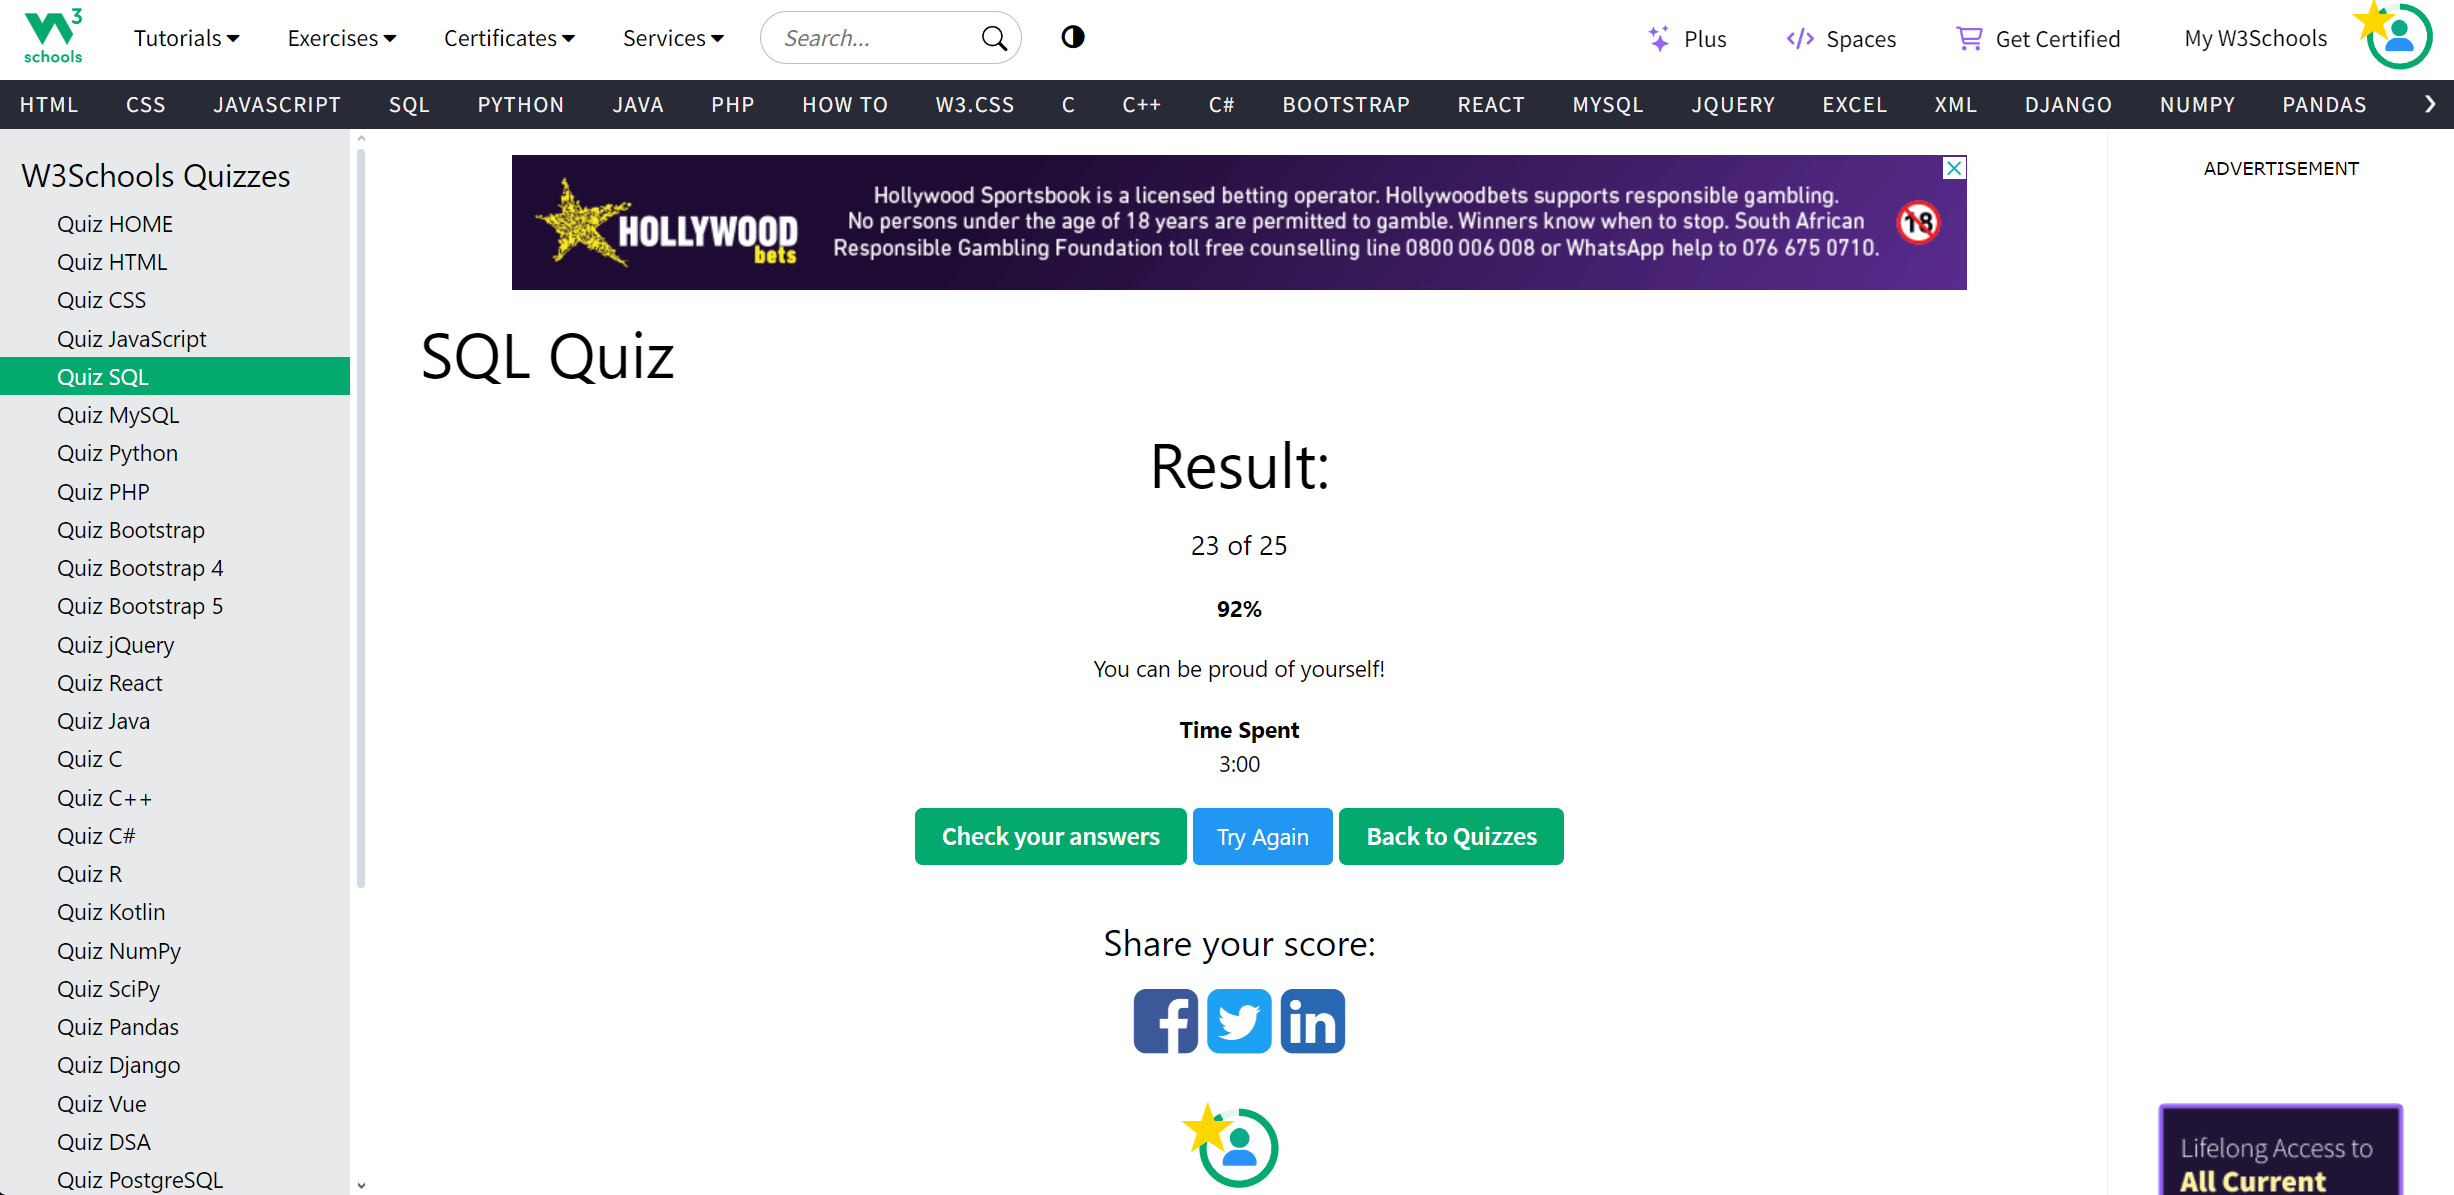 3
schools
Tutorials
Exercises
Certificates
Services
Search...
Plus
</> Spaces
Get Certified
My W3Schools
HTML
CSS
JAVASCRIPT
SQL
PYTHON
JAVA
PHP
HOW TO
W3.CSS
C
C++
C#
BOOTSTRAP
REACT
MYSQL
JQUERY
EXCEL
XML
DJANGO
NUMPY
PANDAS
W3Schools Quizzes
Quiz HOME
Quiz HTML
Quiz CSS
Quiz JavaScript
Quiz SQL
Quiz MySQL
Quiz Python
Quiz PHP
Quiz Bootstrap
Quiz Bootstrap 4
Quiz Bootstrap 5
Quiz jQuery
Quiz React
Quiz Java
Quiz C
Quiz C++
Quiz C#
Quiz R
Quiz Kotlin
Quiz NumPy
Quiz SciPy
Quiz Pandas
Quiz Django
Quiz Vue
Quiz DSA
Quiz PostgreSQL
HOLLYWOOD
bets
Hollywood Sportsbook is a licensed betting operator. Hollywoodbets supports responsible gambling.
No persons under the age of 18 years are permitted to gamble. Winners know when to stop. South African
Responsible Gambling Foundation toll free counselling line 0800 006 008 or WhatsApp help to 076 675 0710.
18
SQL Quiz
Result:
23 of 25
92%
You can be proud of yourself!
Time Spent
3:00
Check your answers
Try Again
Back to Quizzes
Share your score:
f
in
ADVERTISEMENT
Lifelong Access to
All Current